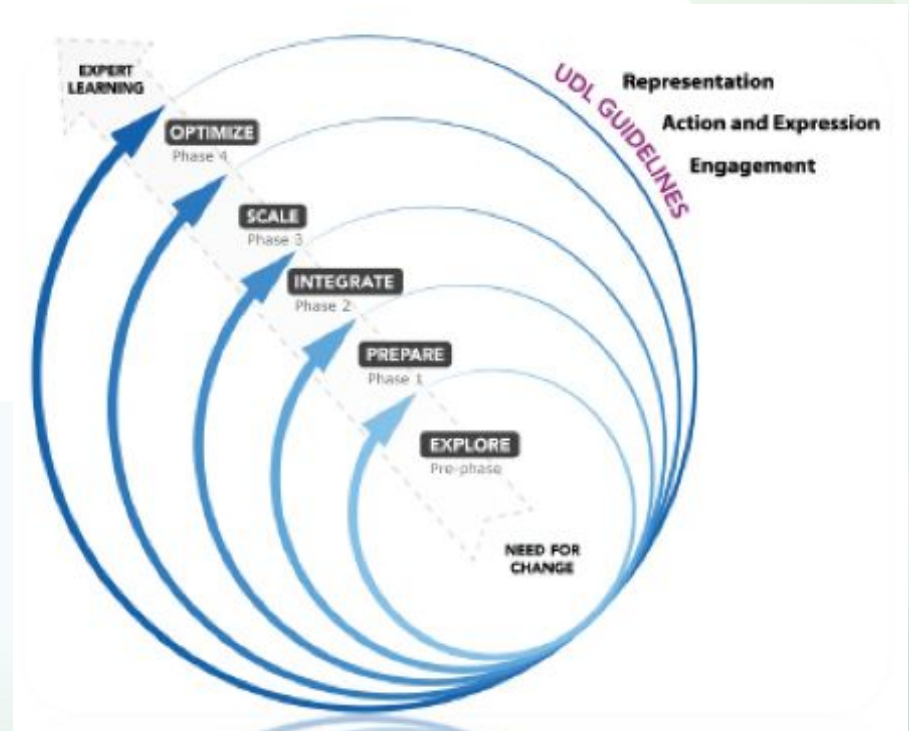 EXPERT
LEARNING
OPTIMIZE
Phase 4
SCALE
Phase 3
INTEGRATE
Phase 2
PREPARE
Phase 1
EXPLORE
Pre-phase
NEED FOR
CHANGE
UDL GUIDELINES
Representation
Action and Expression
Engagement